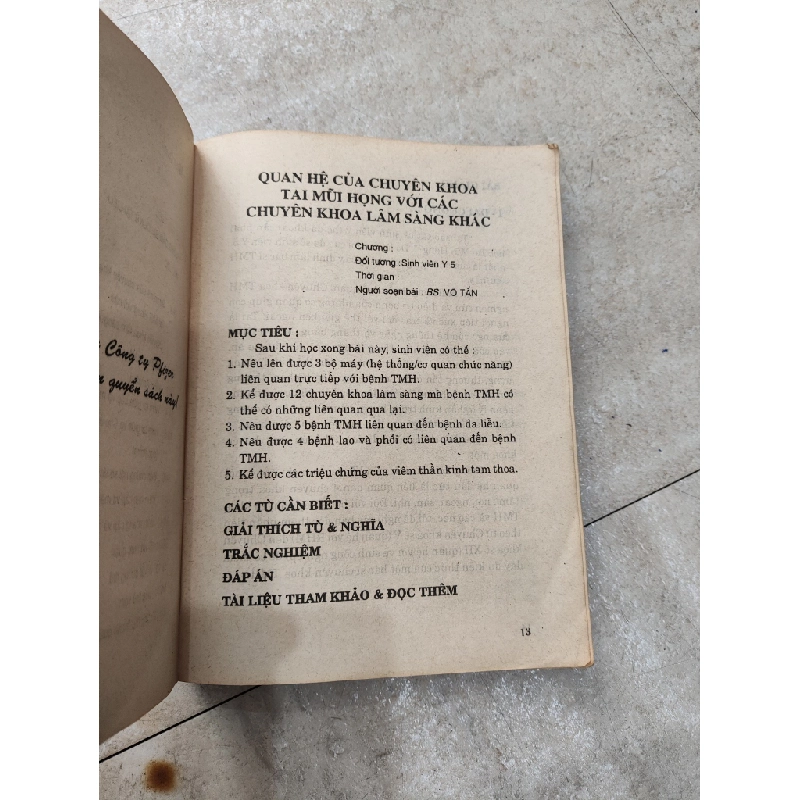 Công ty Pfizer,
quyển sách này!
QUAN HỆ CỦA CHUYÊN KHOA
TAI MŨI HỌNG VỚI CÁC
CHUYÊN KHOA LÂM SÀNG KHÁC
Chương :
Đối tượng :Sinh viên Y 5
Thời gian
Người soạn bài : BS. VÕ TẤN
MỤC TIÊU :
Sau khi học xong bài này, sinh viên có thể :
1. Nêu lên được 3 bộ máy (hệ thống/cơ quan chức năng)
liên quan trực tiếp với bệnh TMH.
2. Kể được 12 chuyên khoa lâm sàng mà bệnh TMH có
thể có những liên quan qua lại.
3. Nêu được 5 bệnh TMH liên quan đến bệnh da liễu.
4. Nêu được 4 bệnh lao và phổi có liên quan đến bệnh
TMH.
5. Kể được các triệu chứng của viêm thần kinh tam thoa.
CÁC TỪ CẦN BIẾT :
GIẢI THÍCH TỪ & NGHĨA
TRẮC NGHIỆM
ĐÁP ÁN
TÀI LIỆU THAM KHẢO & ĐỌC THÊM
13